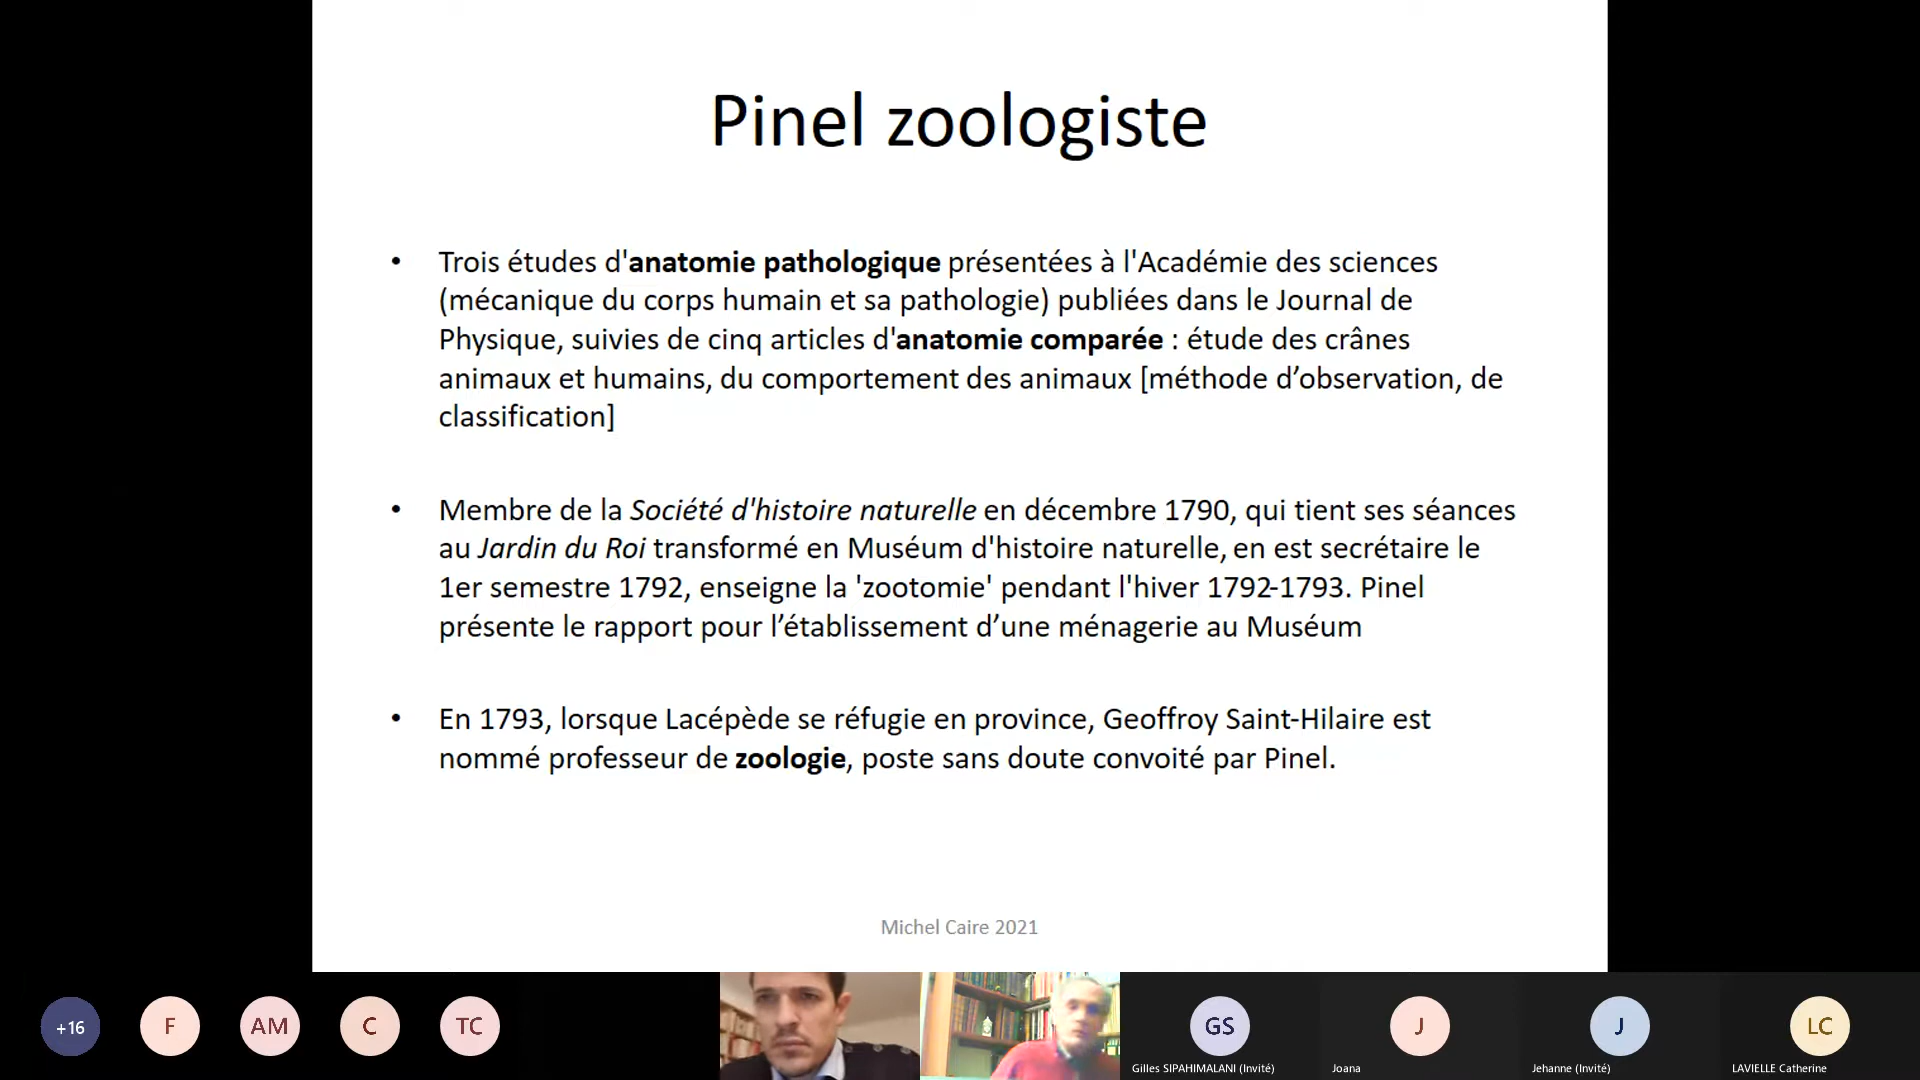 Pinel zoologiste
• Trois études d'anatomie pathologique présentées à l'Académie des sciences
(mécanique du corps humain et sa pathologie) publiées dans le Journal de
Physique, suivies de cinq articles d'anatomie comparée : étude des crânes
animaux et humains, du comportement des animaux [méthode d’observation, de
classification]
• Membre de la Société d'histoire naturelle en décembre 1790, qui tient ses séances
au Jardin du Roi transformé en Muséum d'histoire naturelle, en est secrétaire le
1er semestre 1792, enseigne la 'zootomie' pendant l'hiver 1792-1793. Pinel
présente le rapport pour l’établissement d’une ménagerie au Muséum
• En 1793, lorsque Lacépède se réfugie en province, Geoffroy Saint-Hilaire est
nommé professeur de zoologie, poste sans doute convoité par Pinel.
Michel Caire 2021
+16 F AM C TC GS J J LC
Gilles SIPAHIMALANI (Invité) Joana Jehanne (Invité) LAVIELLE Catherine